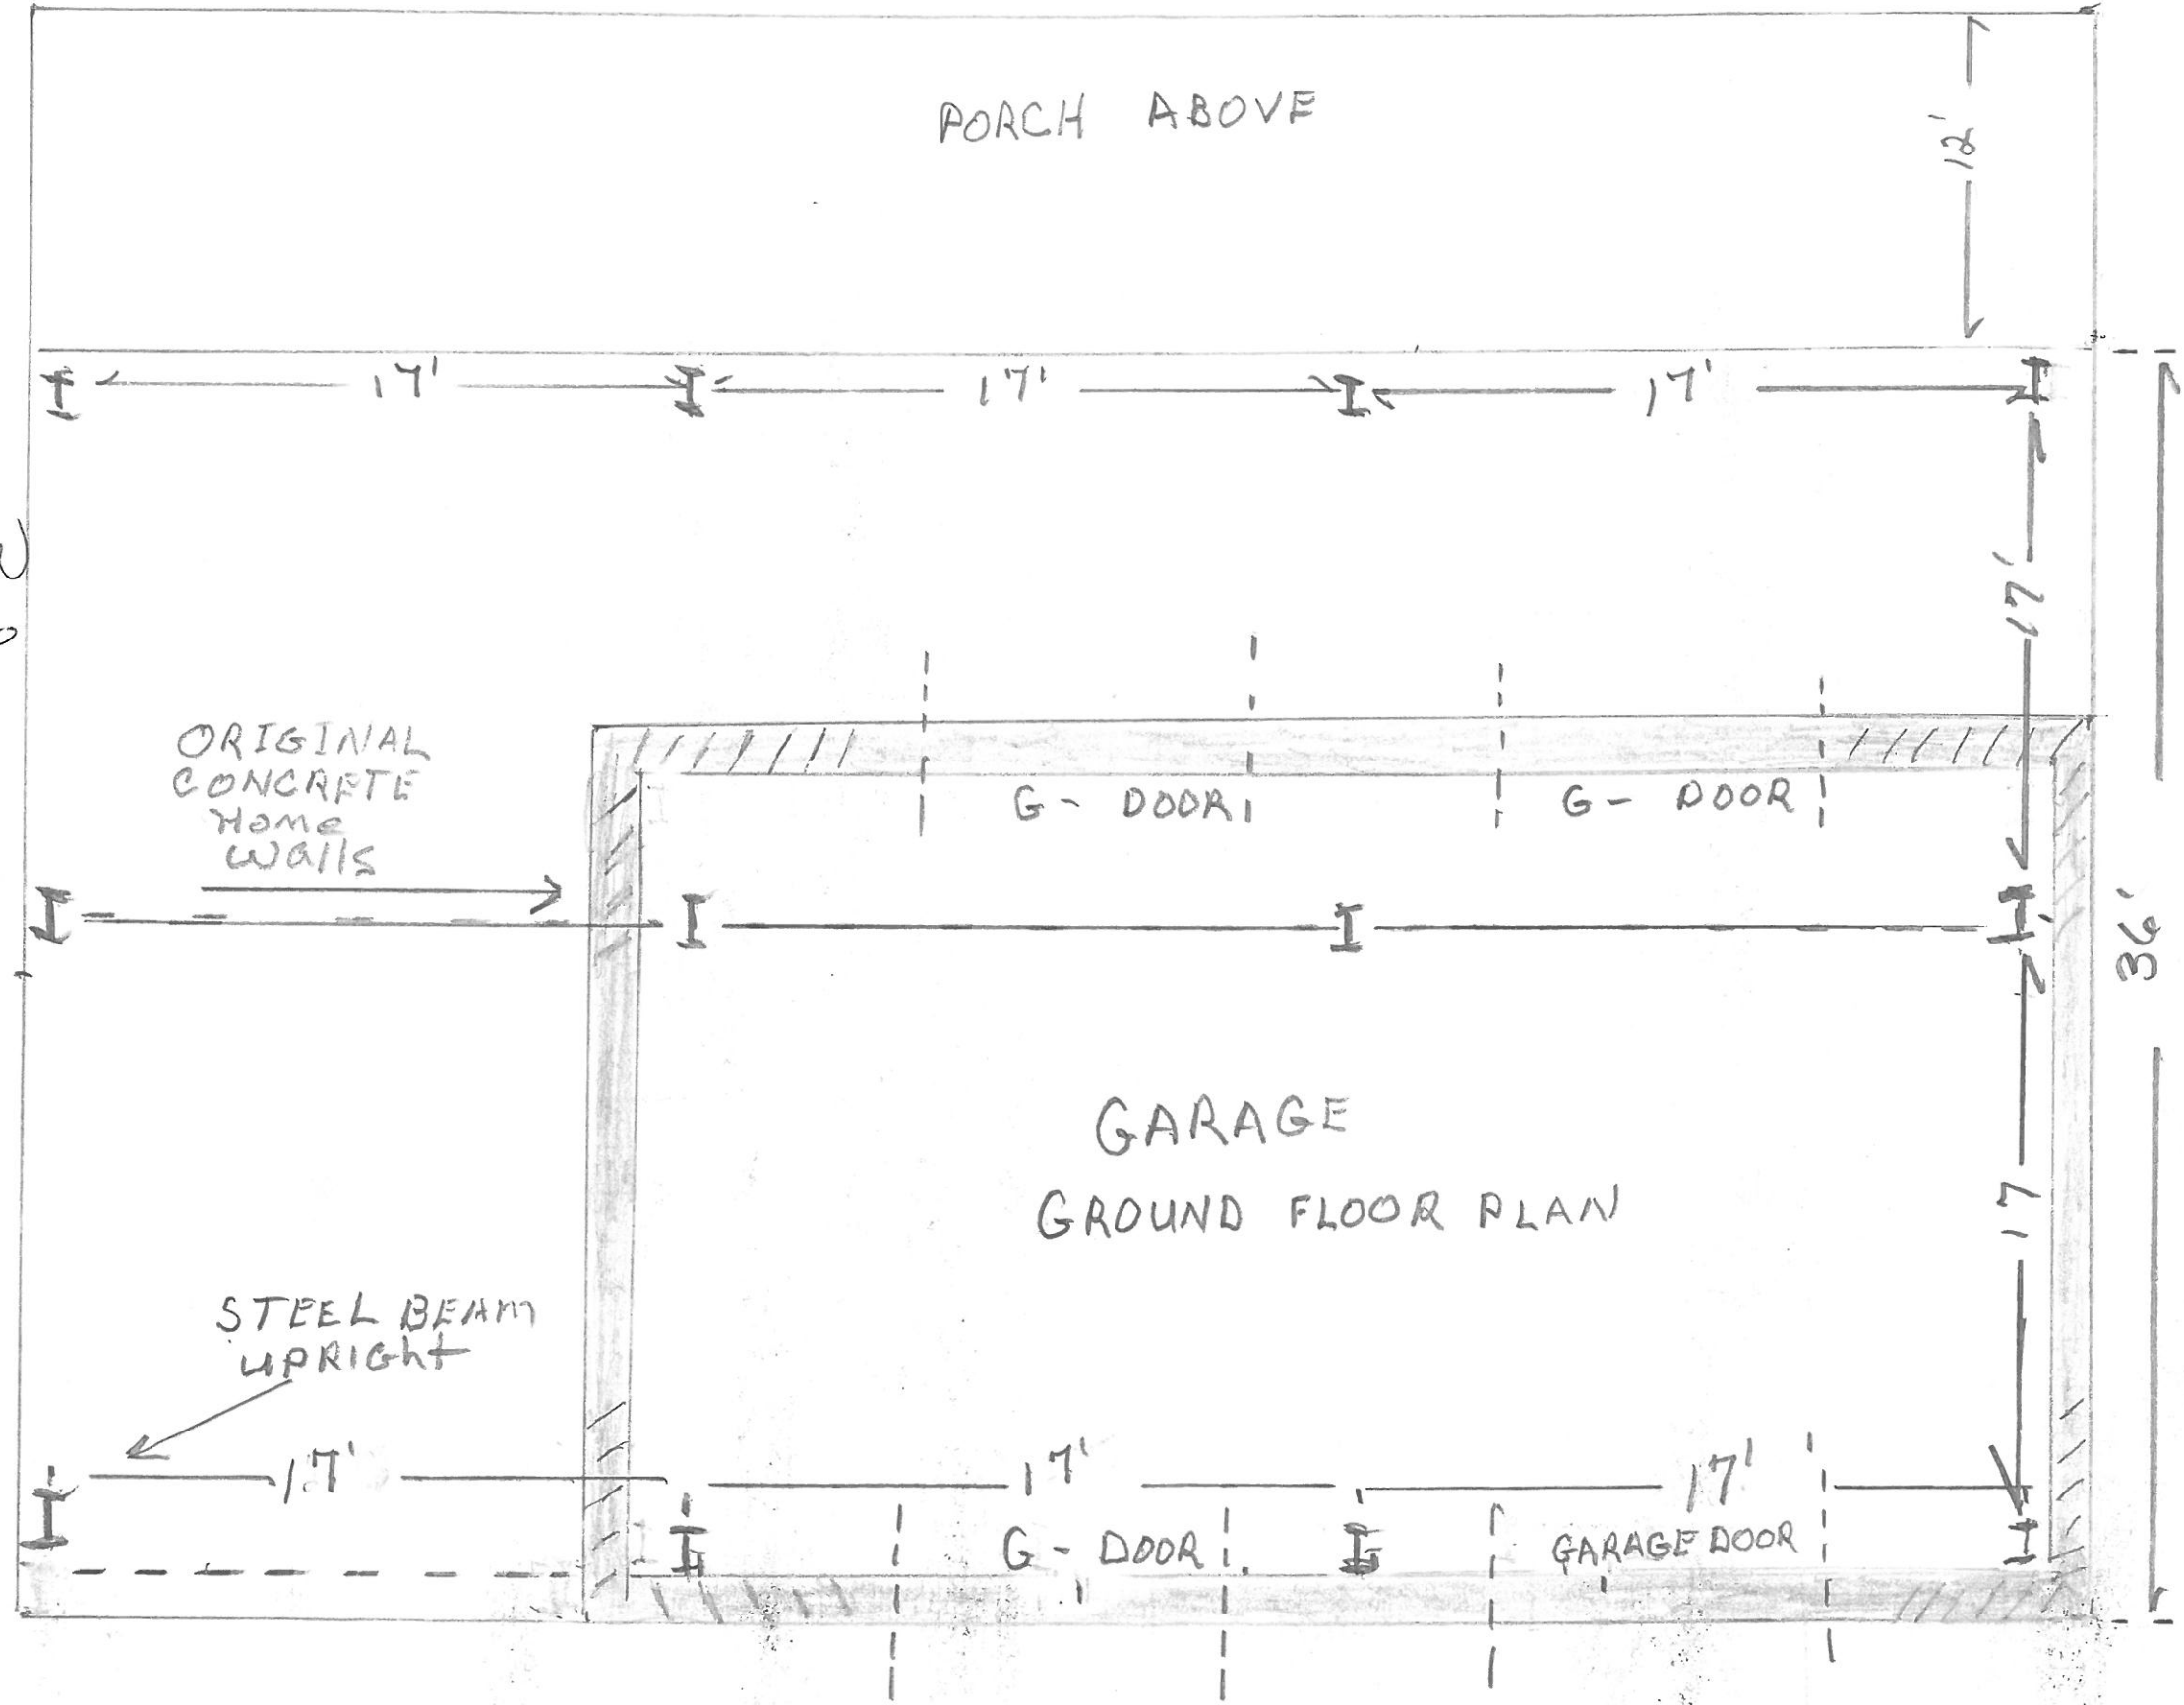 PORCH ABOVE
12'
17' 17' 17'
17'
ORIGINAL
CONCRETE
Home
Walls
G - DOOR G - DOOR
36'
GARAGE
GROUND FLOOR PLAN
17
STEEL BEAM
UPRIGht
17' 17' 17'
G - DOOR GARAGE DOOR